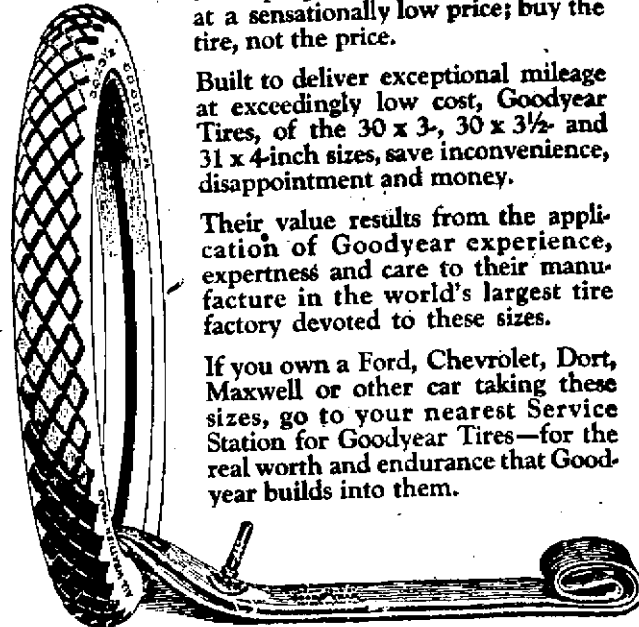 at a sensationally low price; buy the
tire, not the price.
Built to deliver exceptional mileage
at exceedingly low cost, Goodyear
Tires, of the 30 x 3-, 30 x 3½- and
31 x 4-inch sizes, save inconvenience,
disappointment and money.
Their value results from the appli-
cation of Goodyear experience,
expertness and care to their manu-
facture in the world's largest tire
factory devoted to these sizes.
If you own a Ford, Chevrolet, Dort,
Maxwell or other car taking these
sizes, go to your nearest Service
Station for Goodyear Tires—for the
real worth and endurance that Good-
year builds into them.
30x3½ GOODYEAR